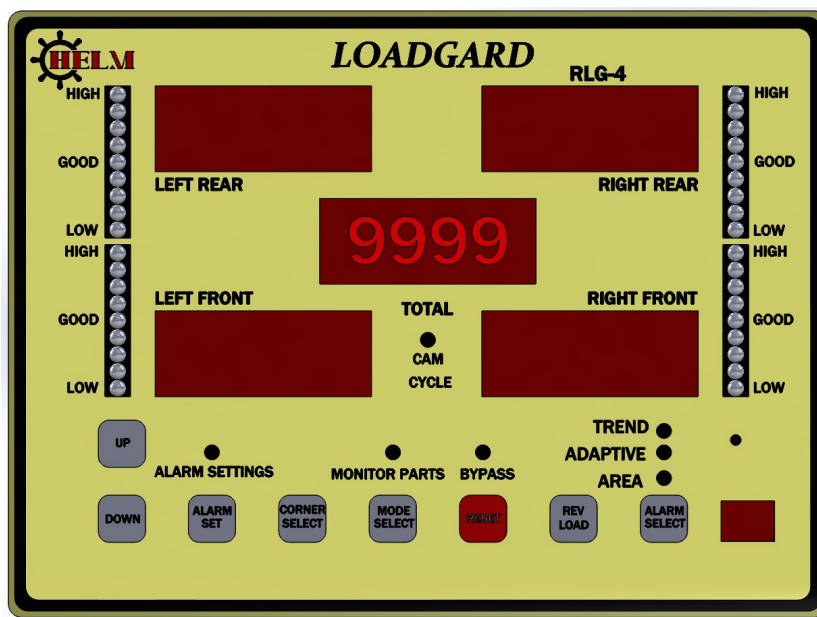 HELM
LOADGARD
RLG-4
HIGH
HIGH
GOOD
GOOD
LEFT REAR
RIGHT REAR
LOW
LOW
HIGH
9999
HIGH
LEFT FRONT
RIGHT FRONT
TOTAL
GOOD
GOOD
CAM
CYCLE
LOW
LOW
UP
TREND
ALARM SETTINGS
MONITOR PARTS
BYPASS
ADAPTIVE
AREA
DOWN
ALARM
SET
CORNER
SELECT
MODE
SELECT
RESET
REV
LOAD
ALARM
SELECT